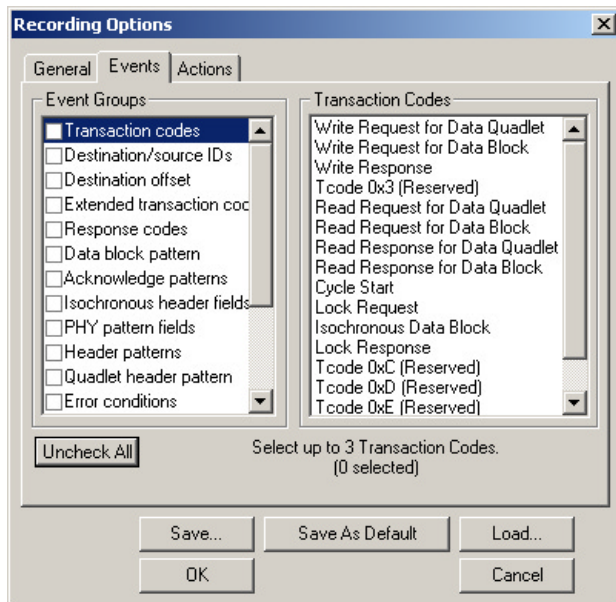 Recording Options
General
Events
Actions
Event Groups
Transaction codes
Destination/source IDs
Destination offset
Extended transaction cod
Response codes
Data block pattern
Acknowledge patterns
Isochronous header fields
PHY pattern fields
Header patterns
Quadlet header pattern
Error conditions
Transaction Codes
Write Request for Data Quadlet
Write Request for Data Block
Write Response
Tcode 0x3 (Reserved)
Read Request for Data Quadlet
Read Request for Data Block
Read Response for Data Quadlet
Read Response for Data Block
Cycle Start
Lock Request
Isochronous Data Block
Lock Response
Tcode 0xC (Reserved)
Tcode 0xD (Reserved)
Tcode 0xE (Reserved)
Uncheck All
Select up to 3 Transaction Codes.
(0 selected)
Save...
Save As Default
Load...
OK
Cancel